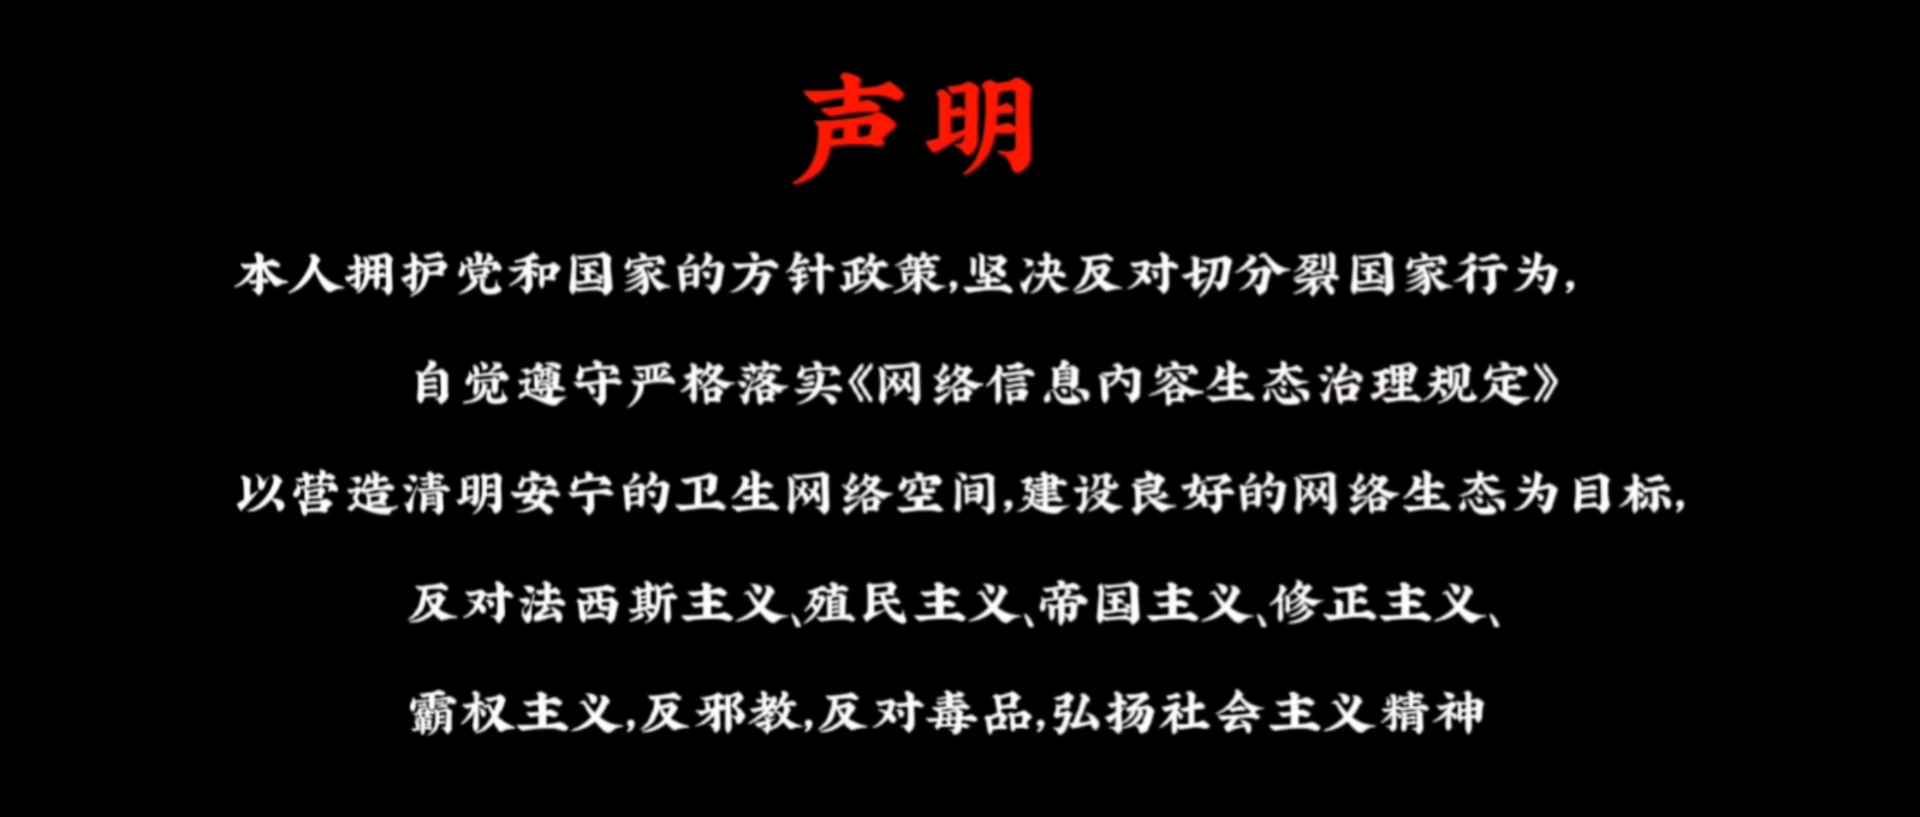 声明
本人拥护党和国家的方针政策,坚决反对切分裂国家行为,
自觉遵守严格落实《网络信息内容生态治理规定》
以营造清明安宁的卫生网络空间,建设良好的网络生态为目标,
反对法西斯主义、殖民主义、帝国主义、修正主义、
霸权主义,反邪教,反对毒品,弘扬社会主义精神